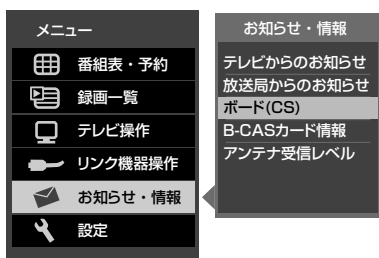 メニュー
番組表・予約
録画一覧
テレビ操作
リンク機器操作
お知らせ・情報
設定
お知らせ・情報
テレビからのお知らせ
放送局からのお知らせ
ボード(CS)
B-CASカード情報
アンテナ受信レベル